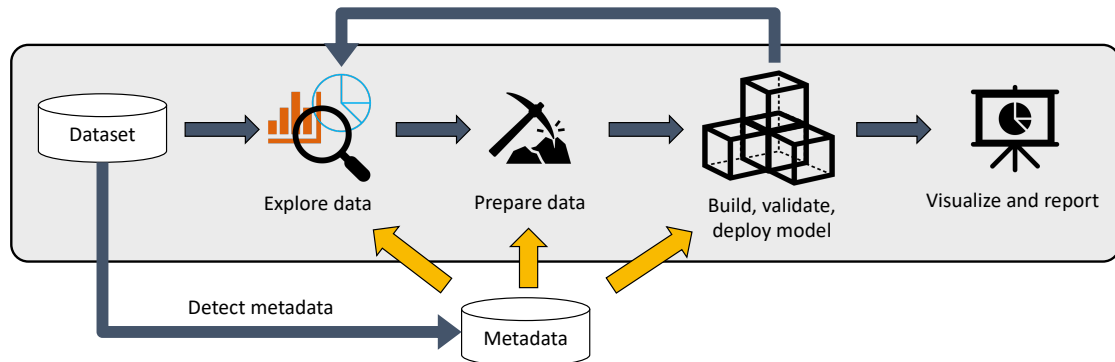 Dataset
Explore data
Prepare data
Build, validate,
deploy model
Visualize and report
Detect metadata
Metadata